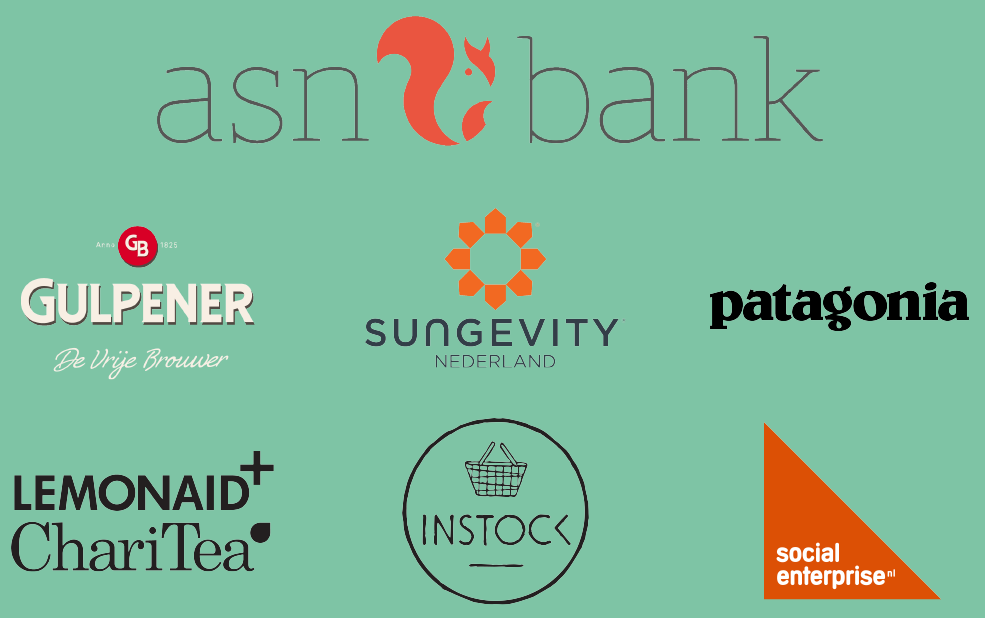 asn bank
Anno GB 1825
GULPENER
De Vrije Brouwer
SUNGEVITY
NEDERLAND
patagonia
LEMONAID+
ChariTea
INSTOCK
social
enterprise nl